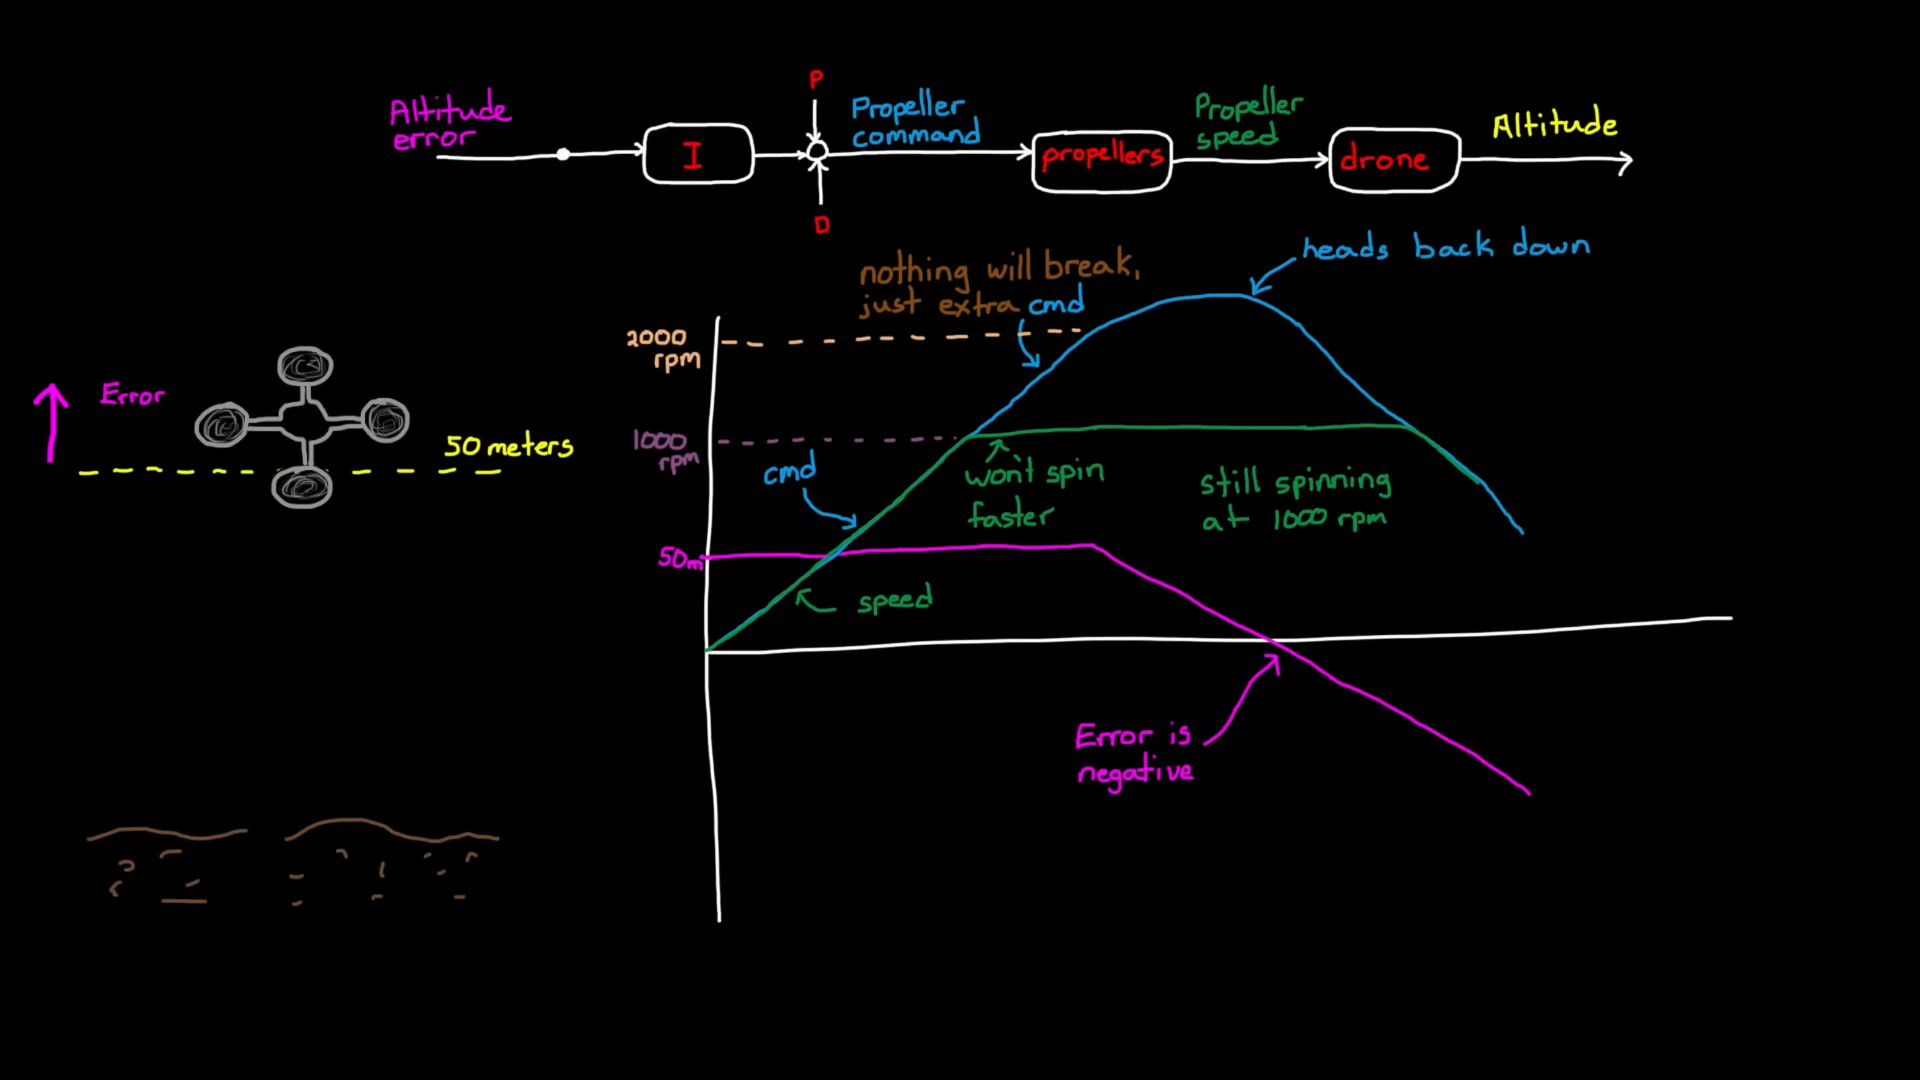 P
Altitude
error
I
Propeller
command
propellers
Propeller
speed
drone
Altitude
D
heads back down
nothing will break,
just extra cmd
2000
rpm
Error
50 meters
1000
rpm
cmd
won't spin
faster
still spinning
at 1000 rpm
50m
speed
Error is
negative